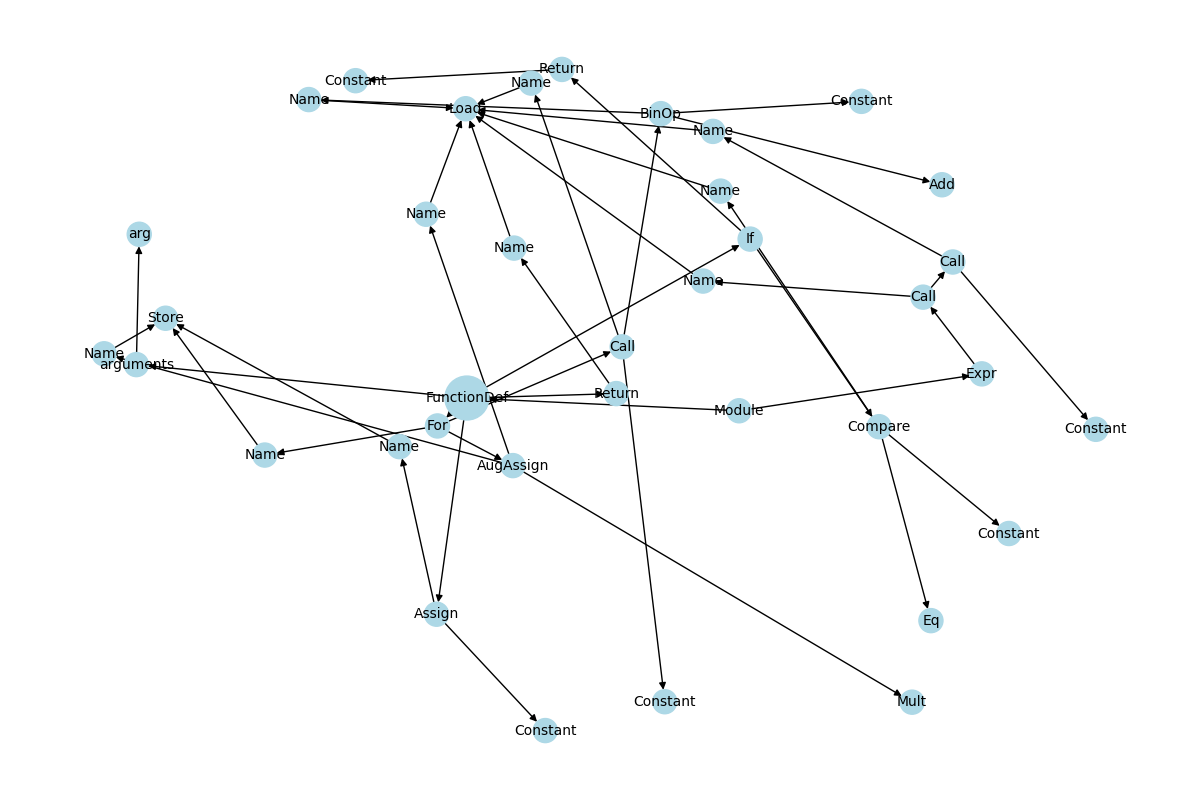 Return
Constant
Name
Name
Load
BinOp
Constant
Name
Add
Name
Name
arg
If
Name
Call
Name
Call
Store
Call
Name
arguments
Expr
FunctionDef
Return
Module
For
Compare
Constant
Name
Name
AugAssign
Constant
Assign
Eq
Constant
Mult
Constant